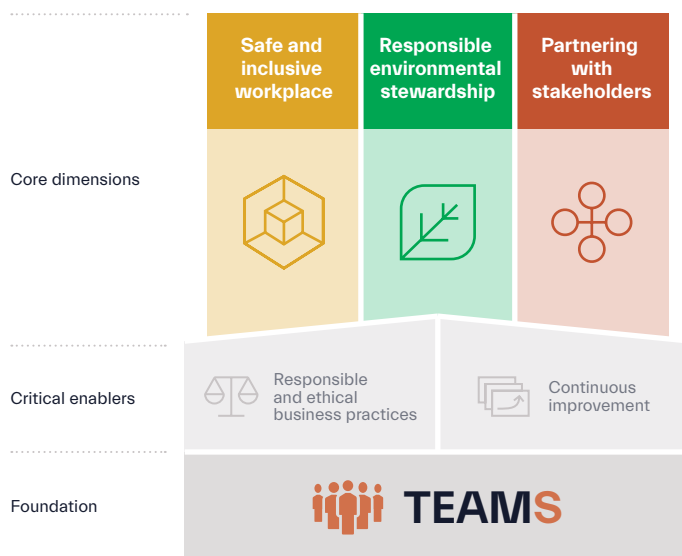 Safe and
inclusive
workplace
Responsible
environmental
stewardship
Partnering
with
stakeholders
Core dimensions
Critical enablers
Responsible
and ethical
business practices
Continuous
improvement
Foundation
TEAMS